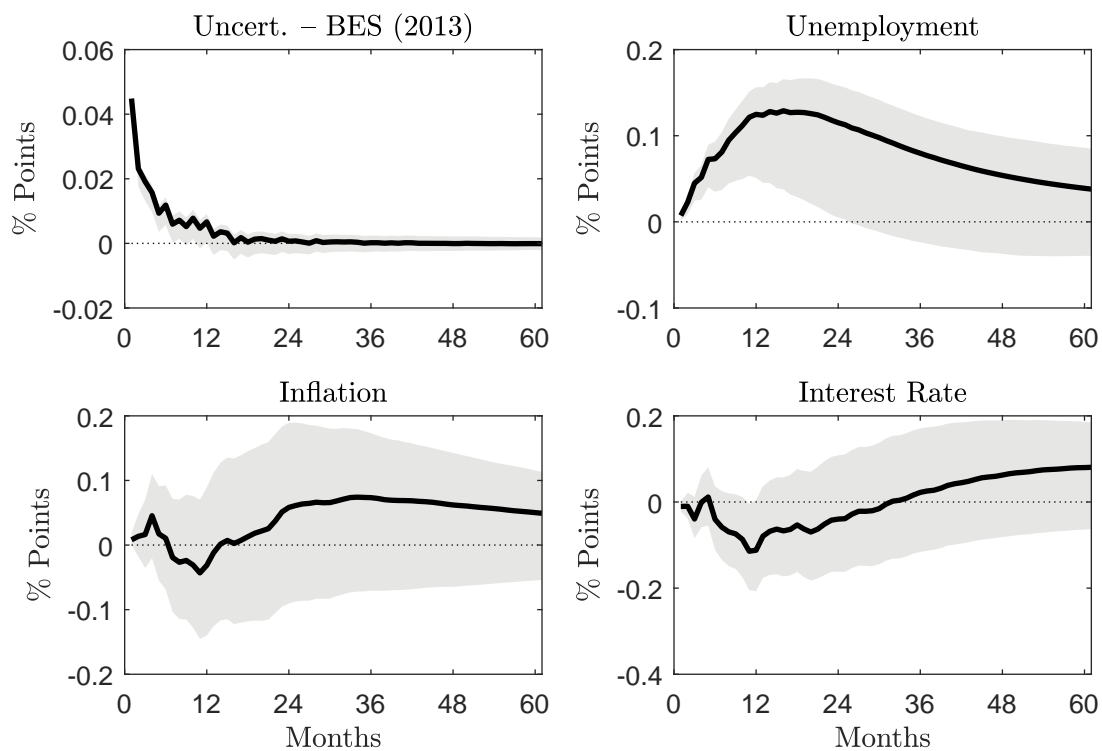 Uncert. – BES (2013)
% Points
0.06
0.04
0.02
0
-0.02
0 12 24 36 48 60
Unemployment
% Points
0.2
0.1
0
-0.1
0 12 24 36 48 60
Inflation
% Points
0.2
0.1
0
-0.1
-0.2
0 12 24 36 48 60
Months
Interest Rate
% Points
0.2
0
-0.2
-0.4
0 12 24 36 48 60
Months